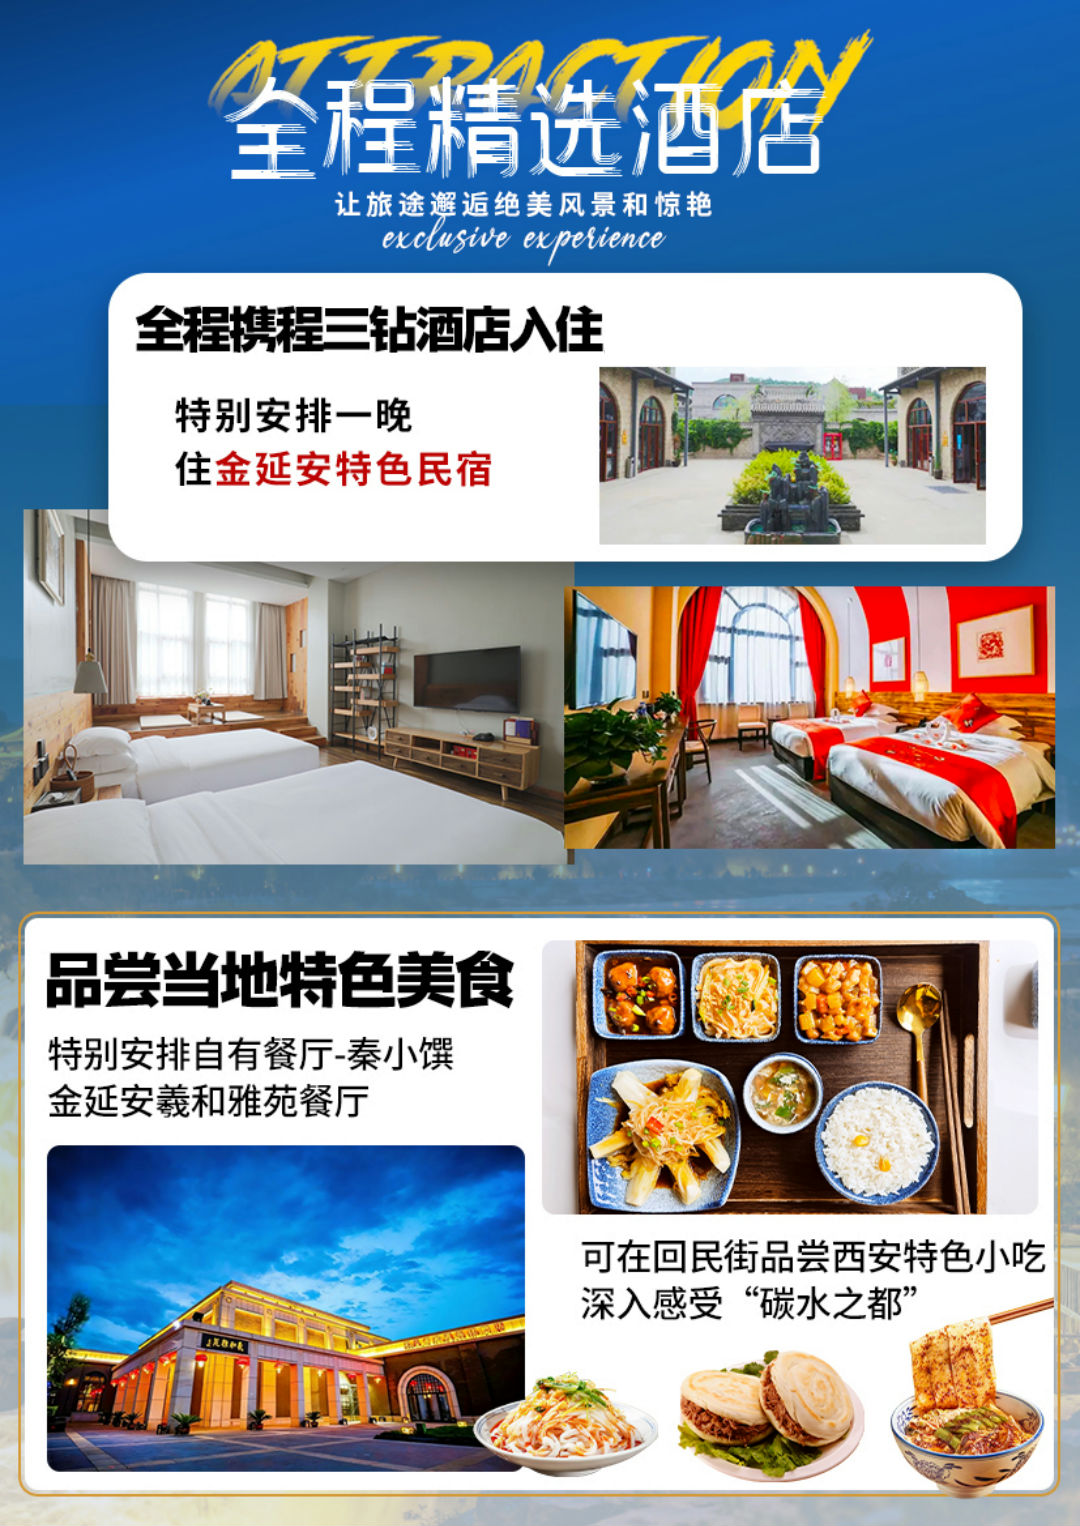 ATTRACTION
全程精选酒店
让旅途邂逅绝美风景和惊艳
exclusive experience
全程携程三钻酒店入住
特别安排一晚
住金延安特色民宿
品尝当地特色美食
特别安排自有餐厅-秦小馔
金延安羲和雅苑餐厅
可在回民街品尝西安特色小吃
深入感受“碳水之都”